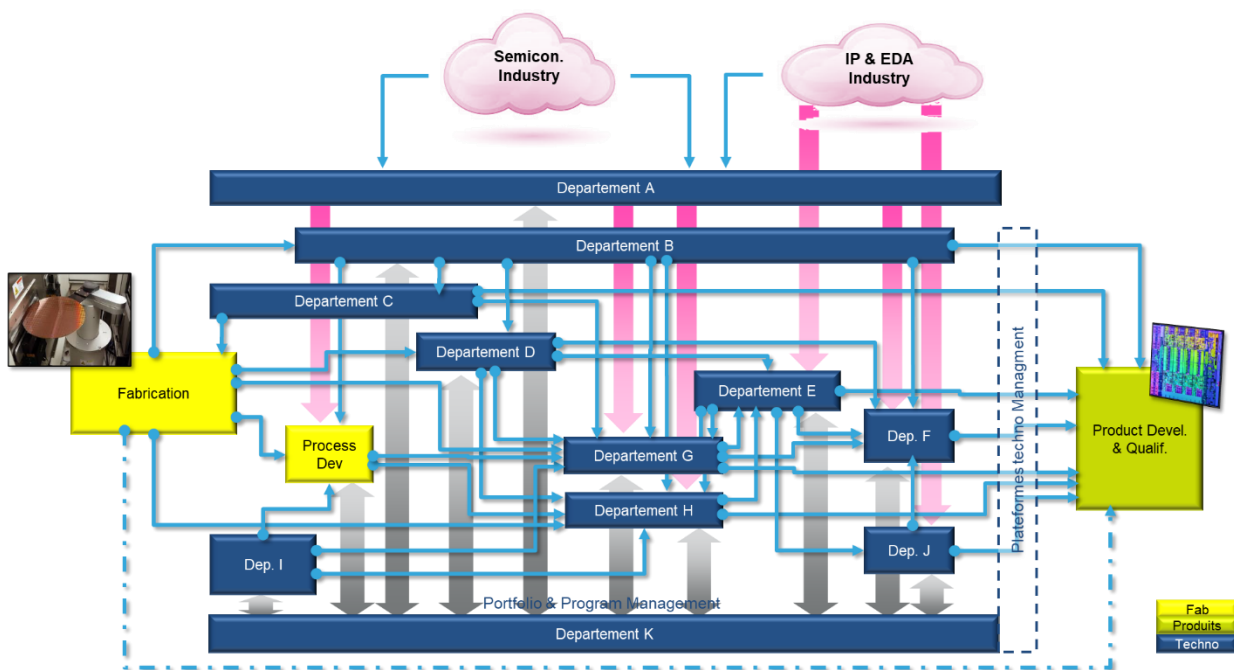 Semicon.
Industry
IP & EDA
Industry
Departement A
Departement B
Departement C
Departement D
Fabrication
Departement E
Process
Dev
Departement G
Dep. F
Product Devel.
& Qualif.
Plateformes techno Managment
Departement H
Dep. I
Dep. J
Portfolio & Program Management
Departement K
Fab
Produits
Techno